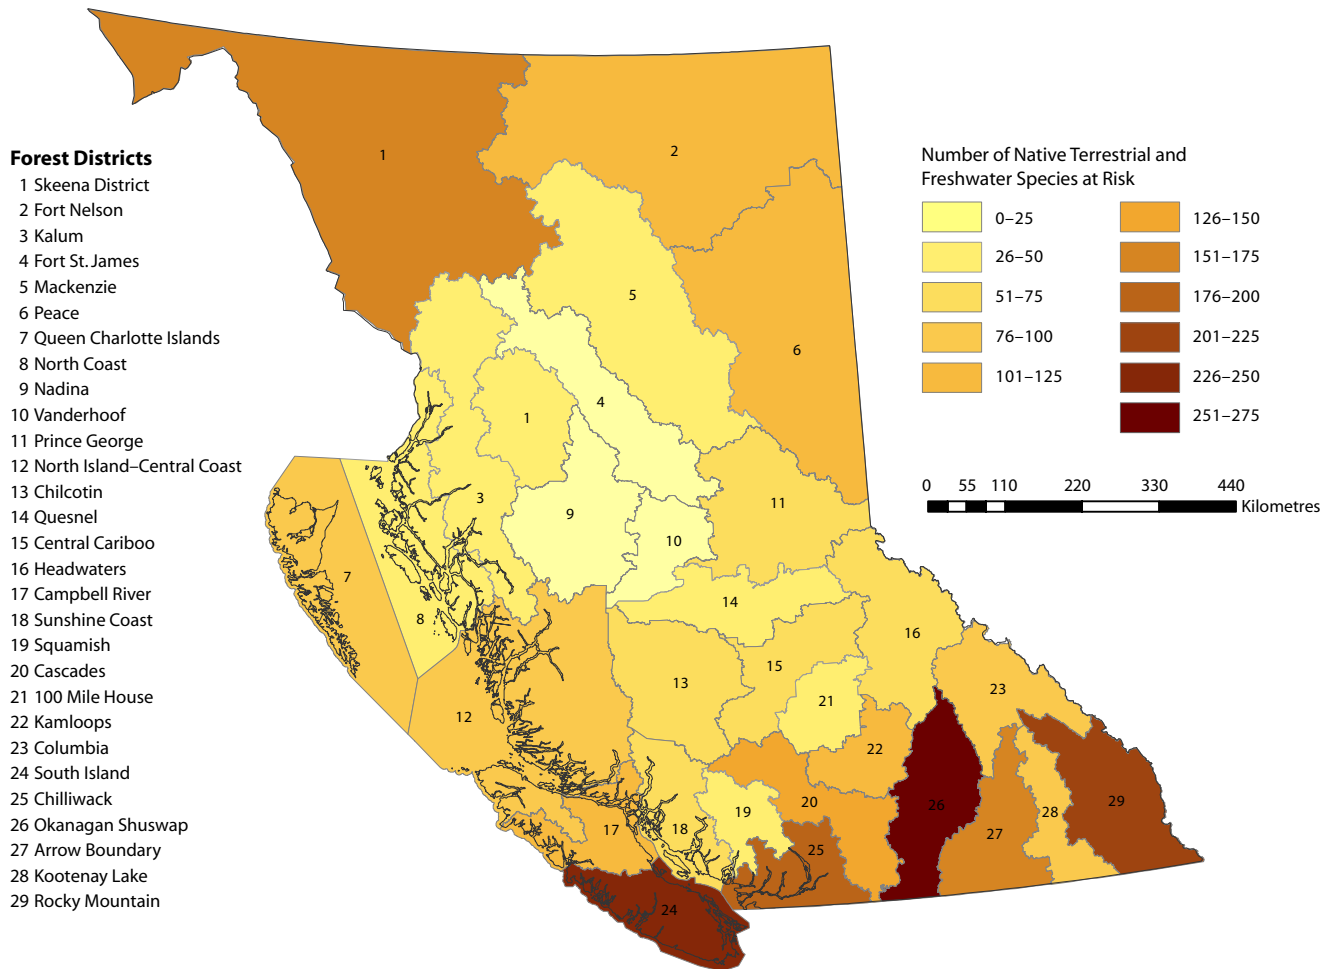 Forest Districts
1 Skeena District
2 Fort Nelson
3 Kalum
4 Fort St. James
5 Mackenzie
6 Peace
7 Queen Charlotte Islands
8 North Coast
9 Nadina
10 Vanderhoof
11 Prince George
12 North Island–Central Coast
13 Chilcotin
14 Quesnel
15 Central Cariboo
16 Headwaters
17 Campbell River
18 Sunshine Coast
19 Squamish
20 Cascades
21 100 Mile House
22 Kamloops
23 Columbia
24 South Island
25 Chilliwack
26 Okanagan Shuswap
27 Arrow Boundary
28 Kootenay Lake
29 Rocky Mountain
1
2
5
6
4
1
3
9
10
11
7
8
14
16
12
13
15
21
23
22
20
19
18
17
25
26
27
28
29
24
Number of Native Terrestrial and
Freshwater Species at Risk
0–25
26–50
51–75
76–100
101–125
126–150
151–175
176–200
201–225
226–250
251–275
0 55 110 220 330 440
Kilometres